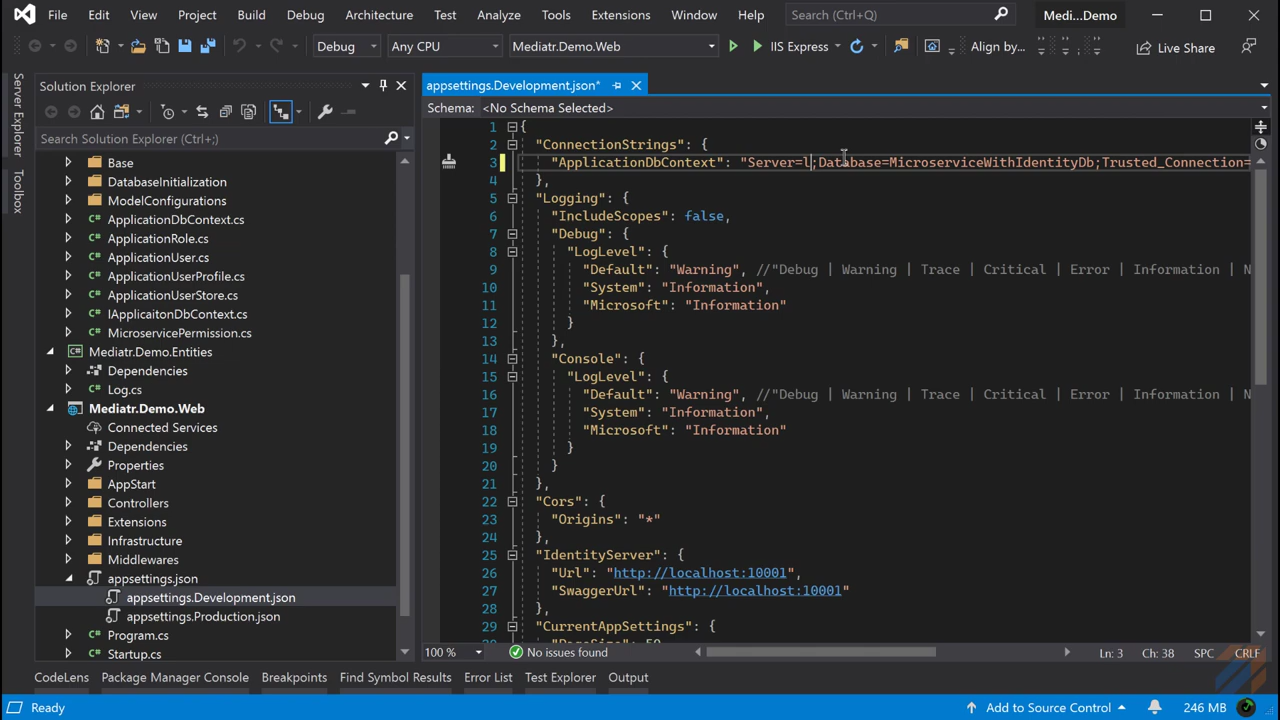 File Edit View Project Build Debug Architecture Test Analyze Tools Extensions Window Help Search (Ctrl+Q) Medi...Demo
Debug Any CPU Mediatr.Demo.Web IIS Express Align by... Live Share
Server Explorer
Toolbox
Solution Explorer
Search Solution Explorer (Ctrl+;)
Base
DatabaseInitialization
ModelConfigurations
ApplicationDbContext.cs
ApplicationRole.cs
ApplicationUser.cs
ApplicationUserProfile.cs
ApplicationUserStore.cs
IApplicaitonDbContext.cs
MicroservicePermission.cs
Mediatr.Demo.Entities
Dependencies
Log.cs
Mediatr.Demo.Web
Connected Services
Dependencies
Properties
AppStart
Controllers
Extensions
Infrastructure
Middlewares
appsettings.json
appsettings.Development.json
appsettings.Production.json
Program.cs
Startup.cs
appsettings.Development.json*
Schema: <No Schema Selected>
1 {
2 "ConnectionStrings": {
3 "ApplicationDbContext": "Server=l;Database=MicroserviceWithIdentityDb;Trusted_Connection=
4 },
5 "Logging": {
6 "IncludeScopes": false,
7 "Debug": {
8 "LogLevel": {
9 "Default": "Warning", //"Debug | Warning | Trace | Critical | Error | Information | N
10 "System": "Information",
11 "Microsoft": "Information"
12 }
13 },
14 "Console": {
15 "LogLevel": {
16 "Default": "Warning", //"Debug | Warning | Trace | Critical | Error | Information | N
17 "System": "Information",
18 "Microsoft": "Information"
19 }
20 }
21 },
22 "Cors": {
23 "Origins": "*"
24 },
25 "IdentityServer": {
26 "Url": "http://localhost:10001",
27 "SwaggerUrl": "http://localhost:10001"
28 },
29 "CurrentAppSettings": {
100 % No issues found Ln: 3 Ch: 38 SPC CRLF
CodeLens Package Manager Console Breakpoints Find Symbol Results Error List Test Explorer Output
Ready Add to Source Control 246 MB